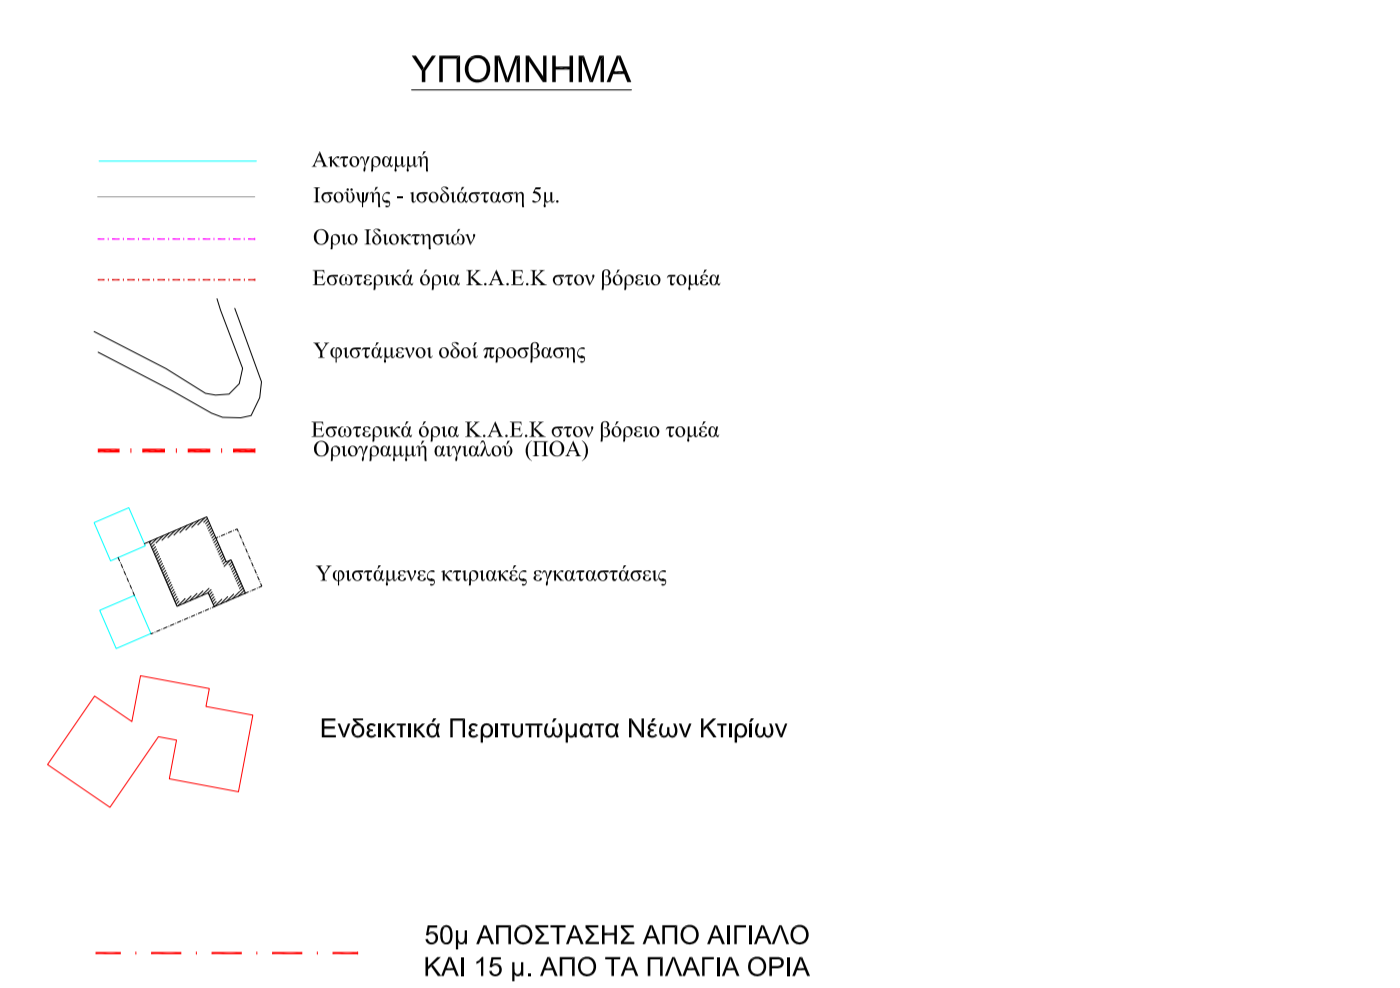 ΥΠΟΜΝΗΜΑ
Ακτογραμμή
Ισοϋψής - ισοδιάσταση 5μ.
Οριο Ιδιοκτησιών
Εσωτερικά όρια Κ.Α.Ε.Κ στον βόρειο τομέα
Υφιστάμενοι οδοί προσβασης
Εσωτερικά όρια Κ.Α.Ε.Κ στον βόρειο τομέα
Οριογραμμή αιγιαλού (ΠΟΑ)
Υφιστάμενες κτιριακές εγκαταστάσεις
Ενδεικτικά Περιτυπώματα Νέων Κτιρίων
50μ ΑΠΟΣΤΑΣΗΣ ΑΠΟ ΑΙΓΙΑΛΟ
ΚΑΙ 15 μ. ΑΠΟ ΤΑ ΠΛΑΓΙΑ ΟΡΙΑ